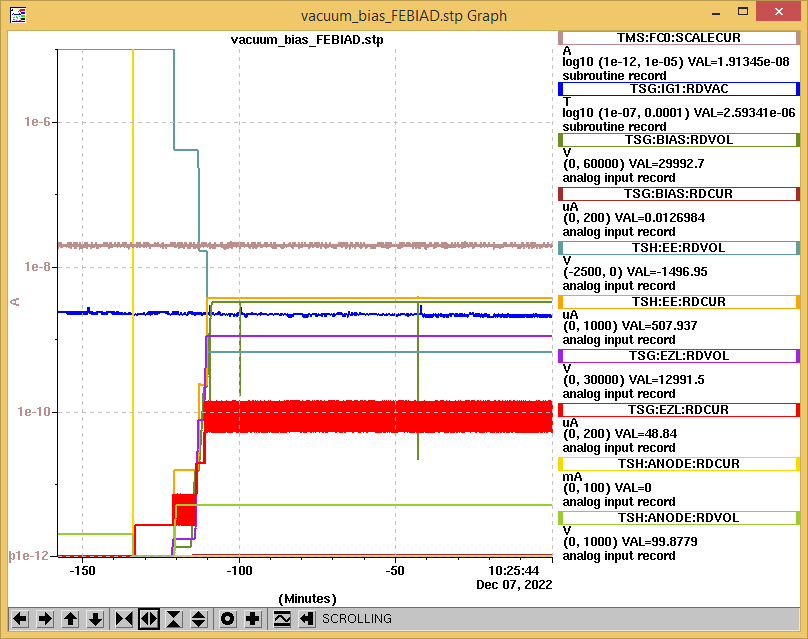 vacuum_bias_FEBIAD.stp Graph
vacuum_bias_FEBIAD.stp
1e-6
1e-8
A
1e-10
1e-12
-150
-100
-50
10:25:44
Dec 07, 2022
(Minutes)
TMS:FC0:SCALECUR
A
log10 (1e-12, 1e-05) VAL=1.91345e-08
subroutine record
TSG:IG1:RDVAC
T
log10 (1e-07, 0.0001) VAL=2.59341e-06
subroutine record
TSG:BIAS:RDVOL
V
(0, 60000) VAL=29992.7
analog input record
TSG:BIAS:RDCUR
uA
(0, 200) VAL=0.0126984
analog input record
TSH:EE:RDVOL
V
(-2500, 0) VAL=-1496.95
analog input record
TSH:EE:RDCUR
uA
(0, 1000) VAL=507.937
analog input record
TSG:EZL:RDVOL
V
(0, 30000) VAL=12991.5
analog input record
TSG:EZL:RDCUR
uA
(0, 200) VAL=48.84
analog input record
TSH:ANODE:RDCUR
mA
(0, 100) VAL=0
analog input record
TSH:ANODE:RDVOL
V
(0, 1000) VAL=99.8779
analog input record
SCROLLING